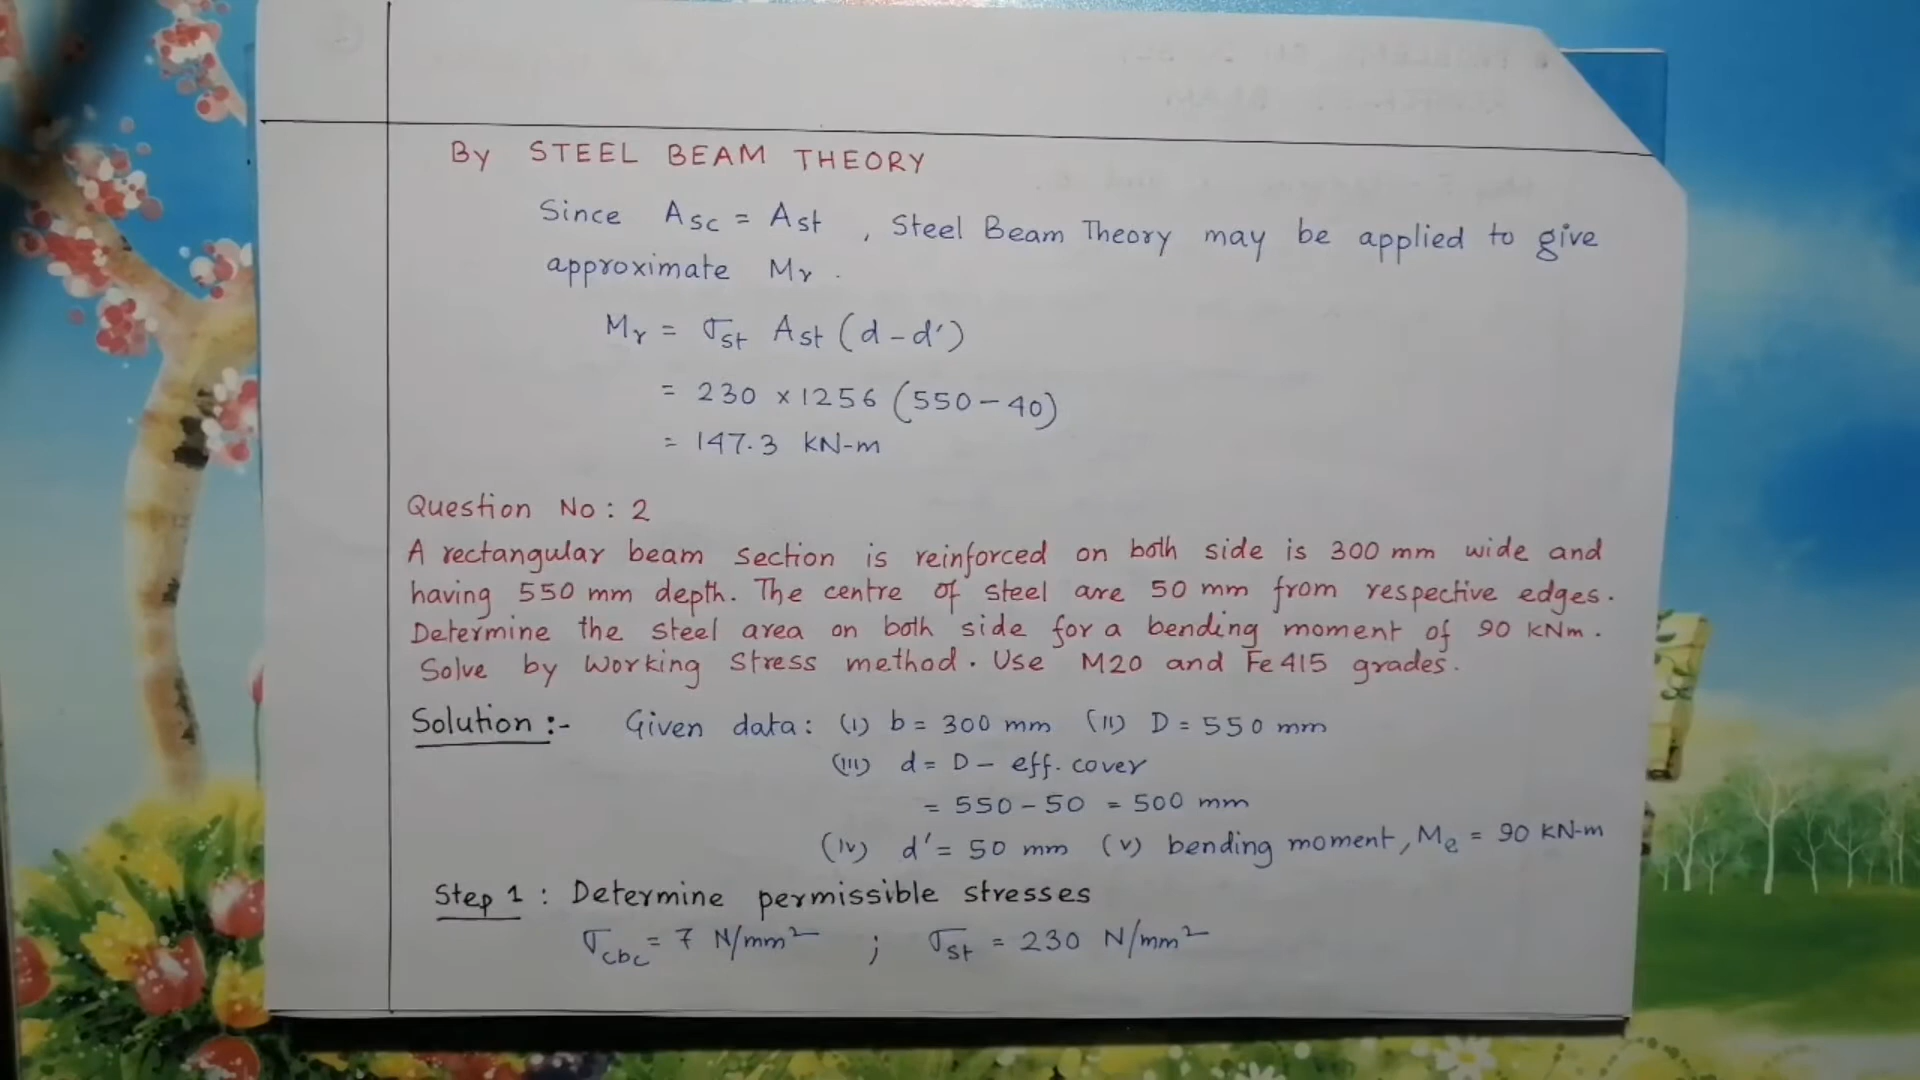 By STEEL BEAM THEORY
Since Asc = Ast , Steel Beam Theory may be applied to give
approximate Mr .
Mr = σst Ast (d - d')
= 230 × 1256 (550 - 40)
= 147.3 kN-m
Question No : 2
A rectangular beam section is reinforced on both side is 300 mm wide and
having 550 mm depth. The centre of steel are 50 mm from respective edges.
Determine the steel area on both side for a bending moment of 90 kNm.
Solve by Working Stress method. Use M20 and Fe 415 grades.
Solution :- Given data : (i) b = 300 mm (ii) D = 550 mm
(iii) d = D - eff. cover
= 550 - 50 = 500 mm
(iv) d' = 50 mm (v) bending moment, Me = 90 kN-m
Step 1 : Determine permissible stresses
σcbc = 7 N/mm² ; σst = 230 N/mm²